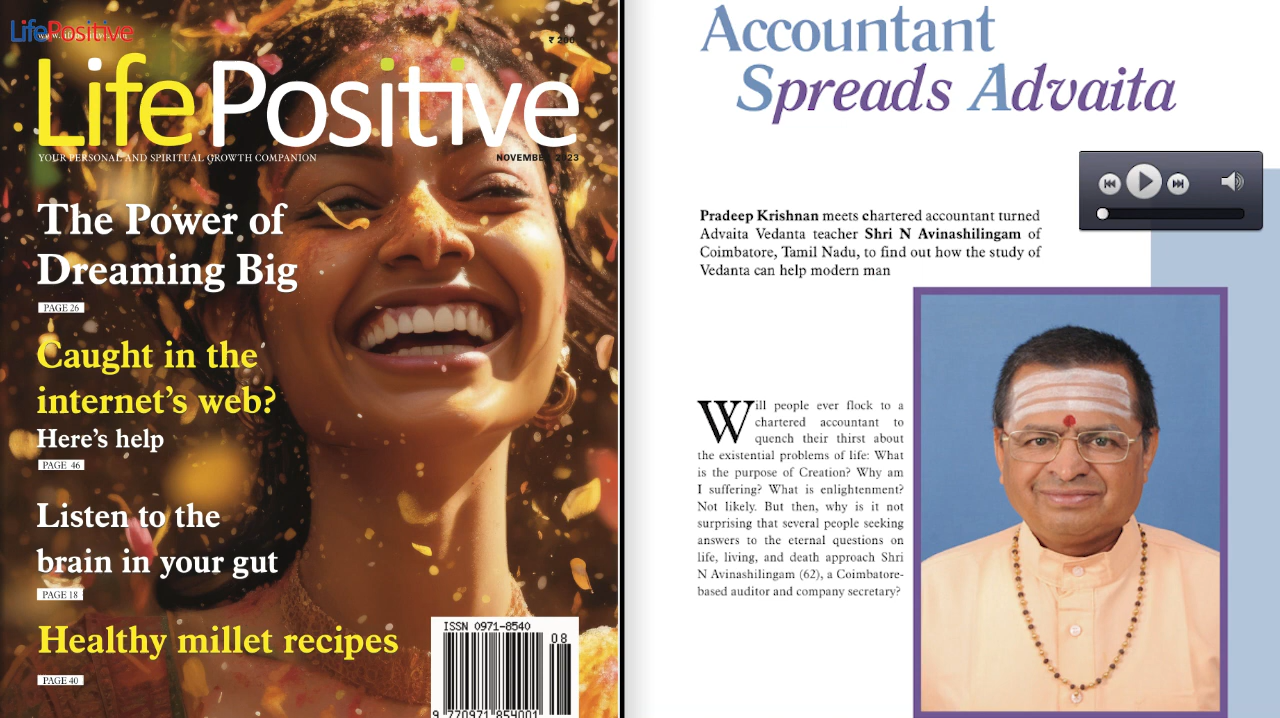 LifePositive
₹ 200
LifePositive
YOUR PERSONAL AND SPIRITUAL GROWTH COMPANION
NOVEMBER 2023
The Power of
Dreaming Big
PAGE 26
Caught in the
internet's web?
Here's help
PAGE 46
Listen to the
brain in your gut
PAGE 18
Healthy millet recipes
PAGE 40
ISSN 0971-8540
08
9 770971 854001
Accountant
Spreads Advaita
Pradeep Krishnan meets chartered accountant turned
Advaita Vedanta teacher Shri N Avinashilingam of
Coimbatore, Tamil Nadu, to find out how the study of
Vedanta can help modern man
Will people ever flock to a
chartered accountant to
quench their thirst about
the existential problems of life: What
is the purpose of Creation? Why am
I suffering? What is enlightenment?
Not likely. But then, why is it not
surprising that several people seeking
answers to the eternal questions on
life, living, and death approach Shri
N Avinashilingam (62), a Coimbatore-
based auditor and company secretary?